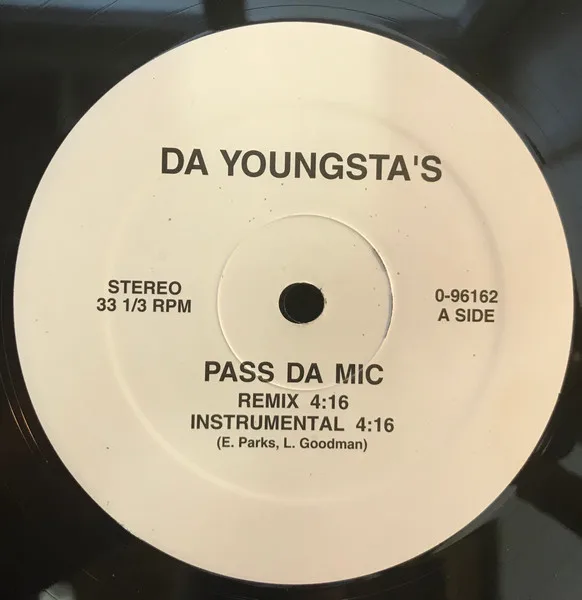 DA YOUNGSTA'S
STEREO
33 1/3 RPM
0-96162
A SIDE
PASS DA MIC
REMIX 4:16
INSTRUMENTAL 4:16
(E. Parks, L. Goodman)